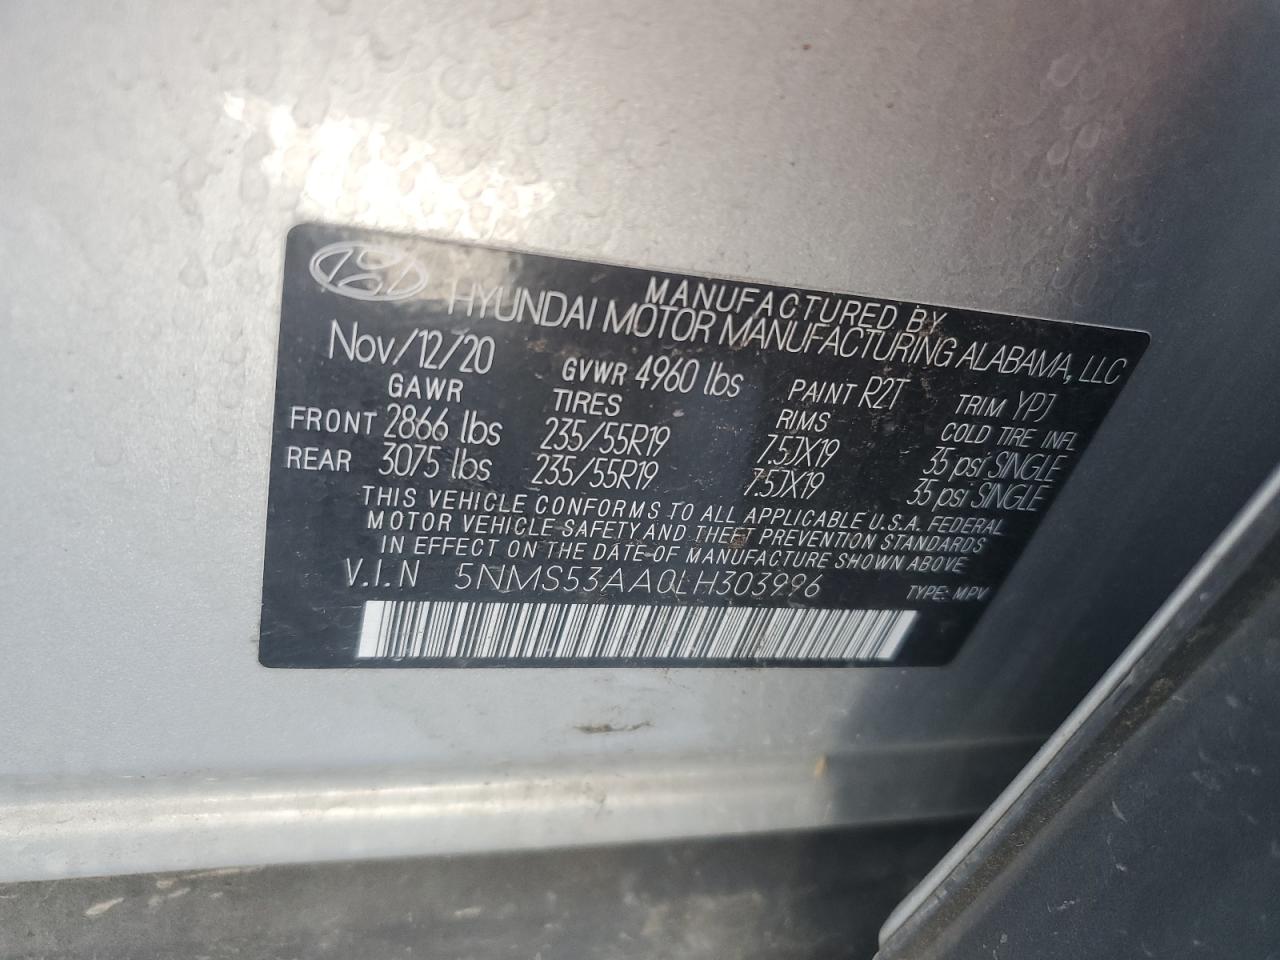 MANUFACTURED BY
HYUNDAI MOTOR MANUFACTURING ALABAMA, LLC
Nov/12/20 GVWR 4960 lbs PAINT R2T TRIM YPJ
GAWR TIRES RIMS COLD TIRE INFL
FRONT 2866 lbs 235/55R19 7.5JX19 35 psi SINGLE
REAR 3075 lbs 235/55R19 7.5JX19 35 psi SINGLE
THIS VEHICLE CONFORMS TO ALL APPLICABLE U.S.A. FEDERAL
MOTOR VEHICLE SAFETY AND THEFT PREVENTION STANDARDS
IN EFFECT ON THE DATE OF MANUFACTURE SHOWN ABOVE
V.I.N 5NMS53AA0LH303996 TYPE: MPV